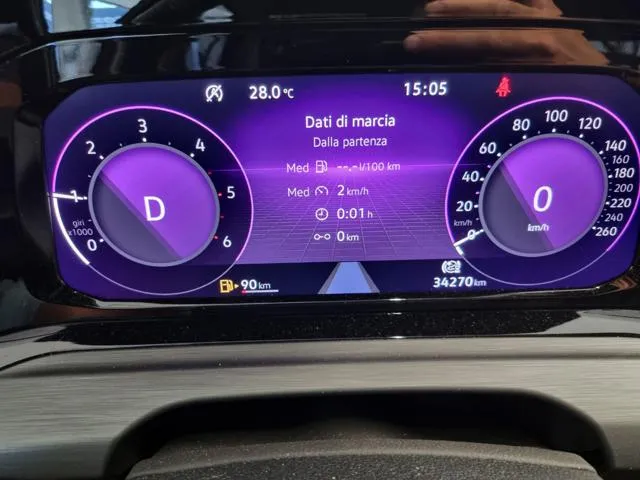 28.0 °C
15:05
Dati di marcia
Dalla partenza
Med --.- l/100 km
Med 2 km/h
0:01 h
0 km
0
1
2
3
4
5
6
giri
x1000
D
0
20
40
60
80
100
120
140
160
180
200
220
260
km/h
0
km/h
90 km
34270 km